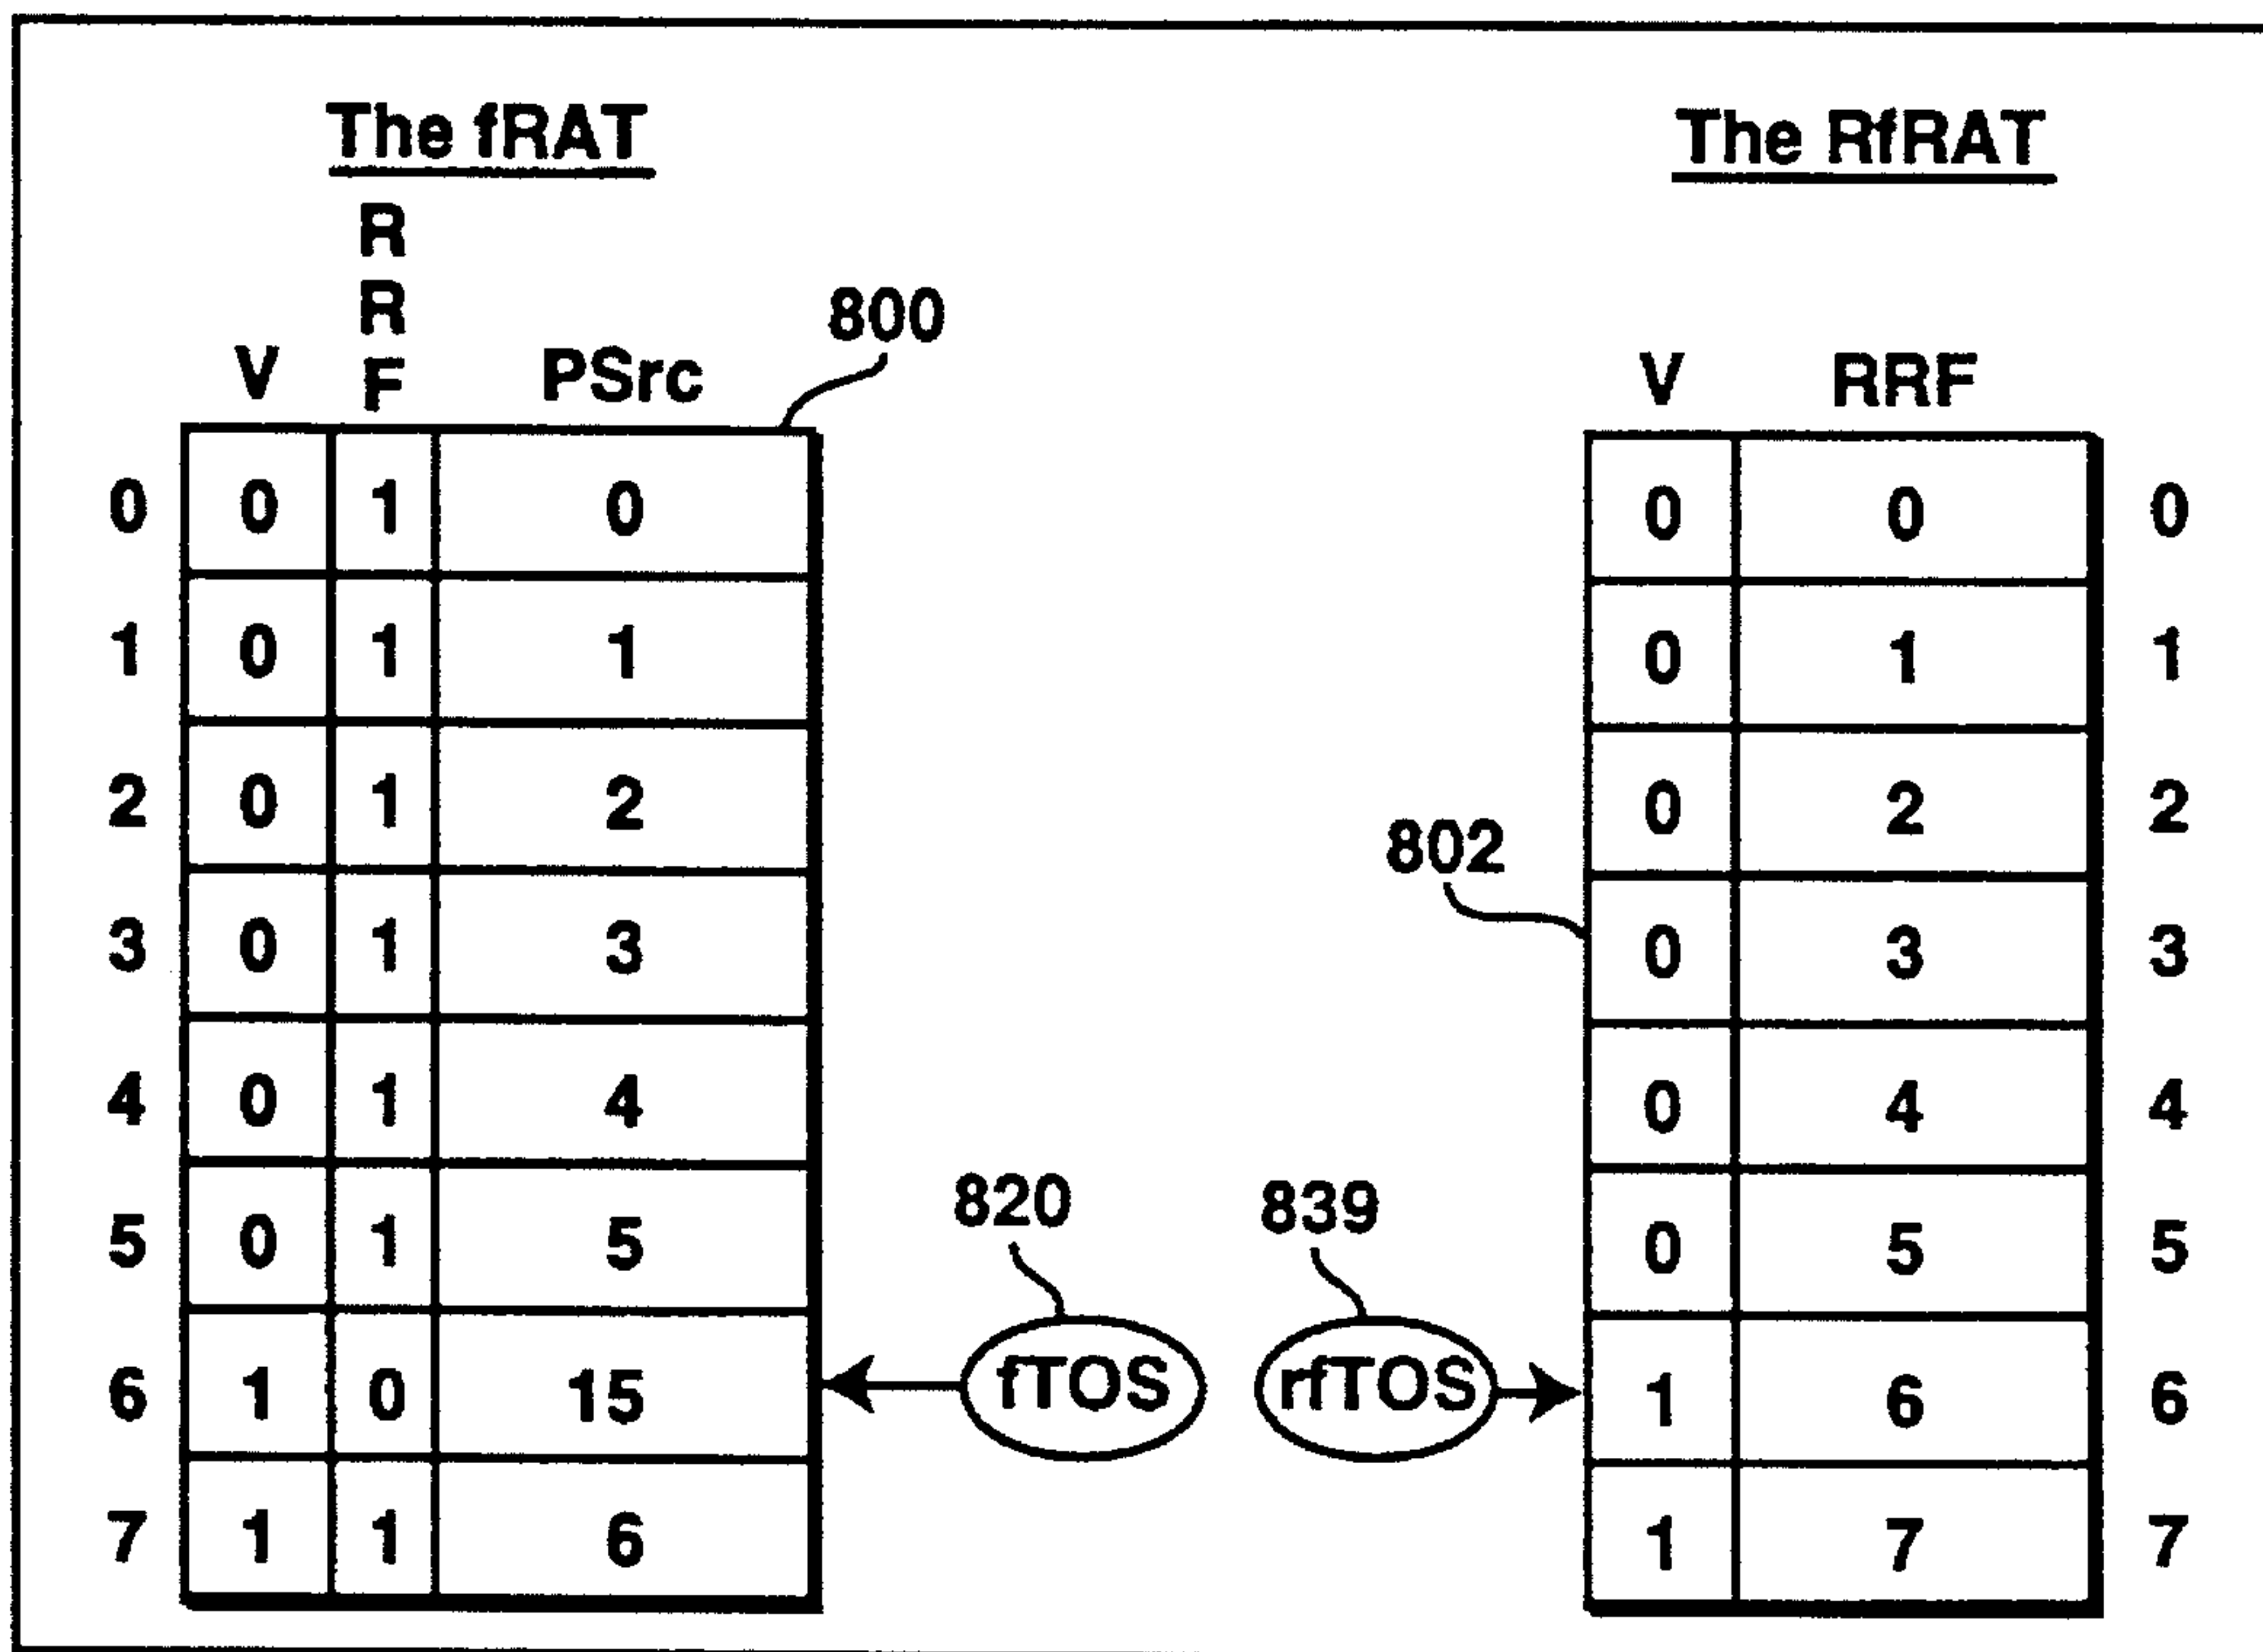 The fRAT The RfRAT
R
R
F
800
V PSrc V RRF
0 0 1 0 0 0 0
1 0 1 1 0 1 1
2 0 1 2 0 2 2
802
3 0 1 3 0 3 3
4 0 1 4 0 4 4
5 0 1 5 820 839 0 5 5
6 1 0 15 fTOS rfTOS 1 6 6
7 1 1 6 1 7 7